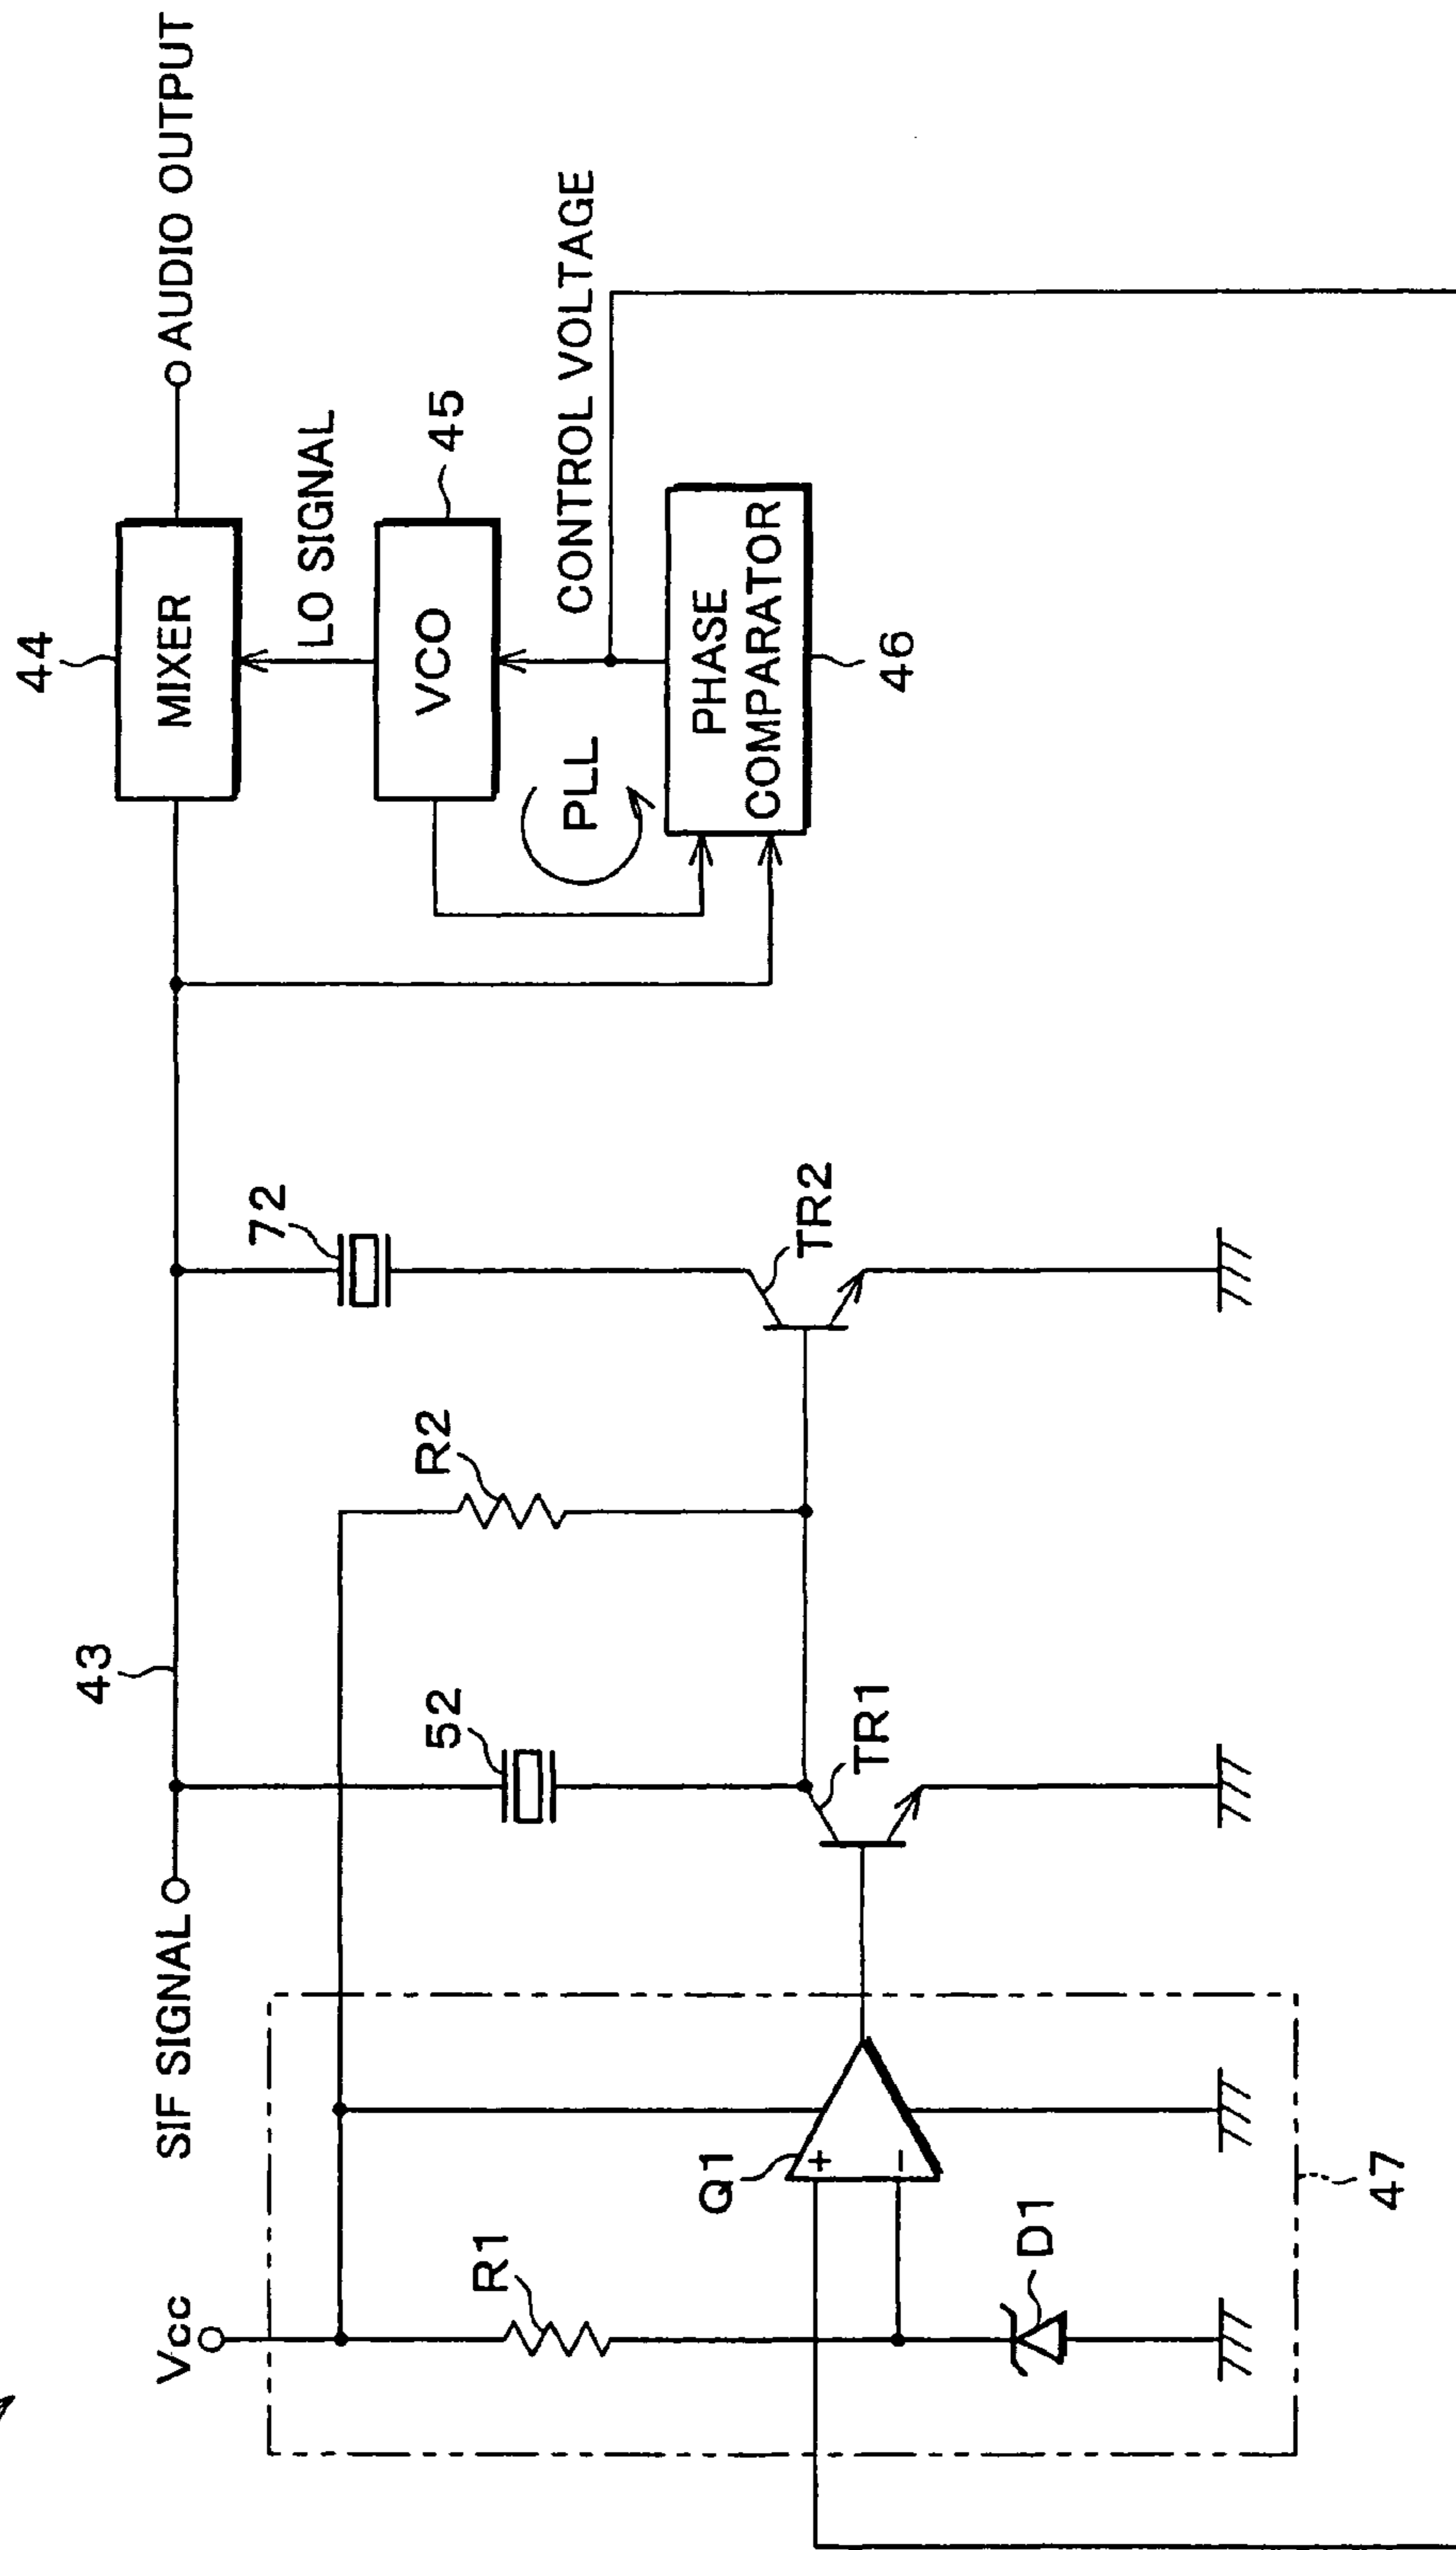 44
AUDIO OUTPUT
43
SIF SIGNAL
MIXER
LO SIGNAL
Vcc
72
52
R2
VCO
45
R1
PLL
CONTROL VOLTAGE
PHASE
COMPARATOR
46
Q1
+
−
TR1
TR2
D1
47